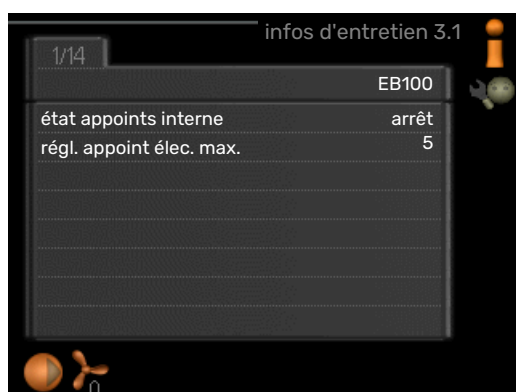 infos d'entretien 3.1
1/14
EB100
état appoints interne arrêt
régl. appoint élec. max. 5
0